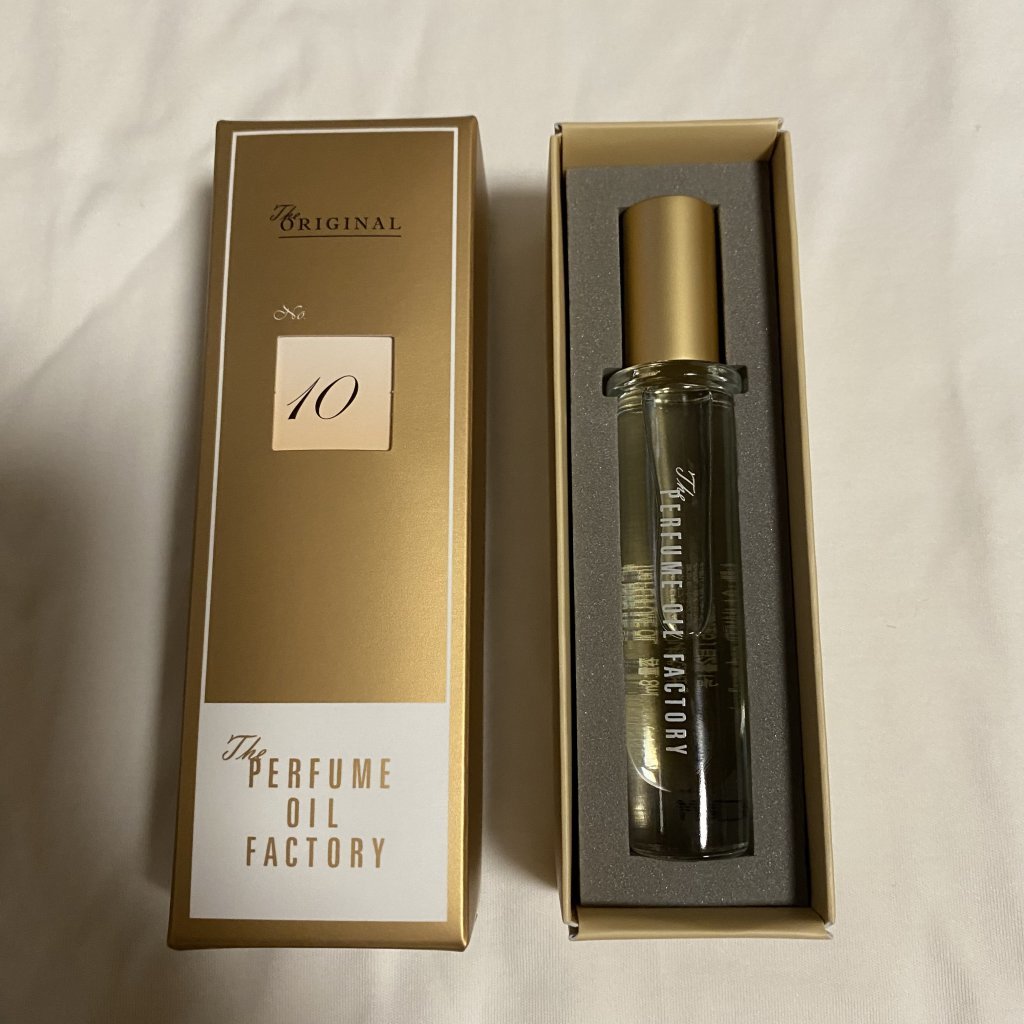 The
ORIGINAL
No.
10
The
PERFUME
OIL
FACTORY
The
PERFUME OIL FACTORY